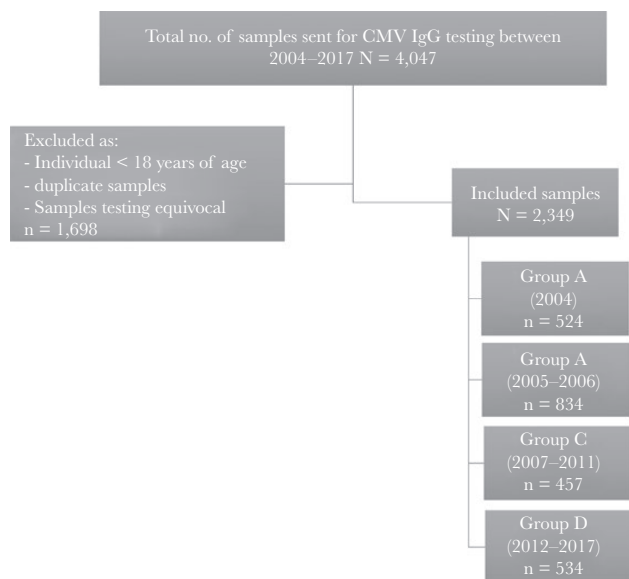 Total no. of samples sent for CMV IgG testing between
2004–2017 N = 4,047
Excluded as:
- Individual < 18 years of age
- duplicate samples
- Samples testing equivocal
n = 1,698
Included samples
N = 2,349
Group A
(2004)
n = 524
Group A
(2005–2006)
n = 834
Group C
(2007–2011)
n = 457
Group D
(2012–2017)
n = 534